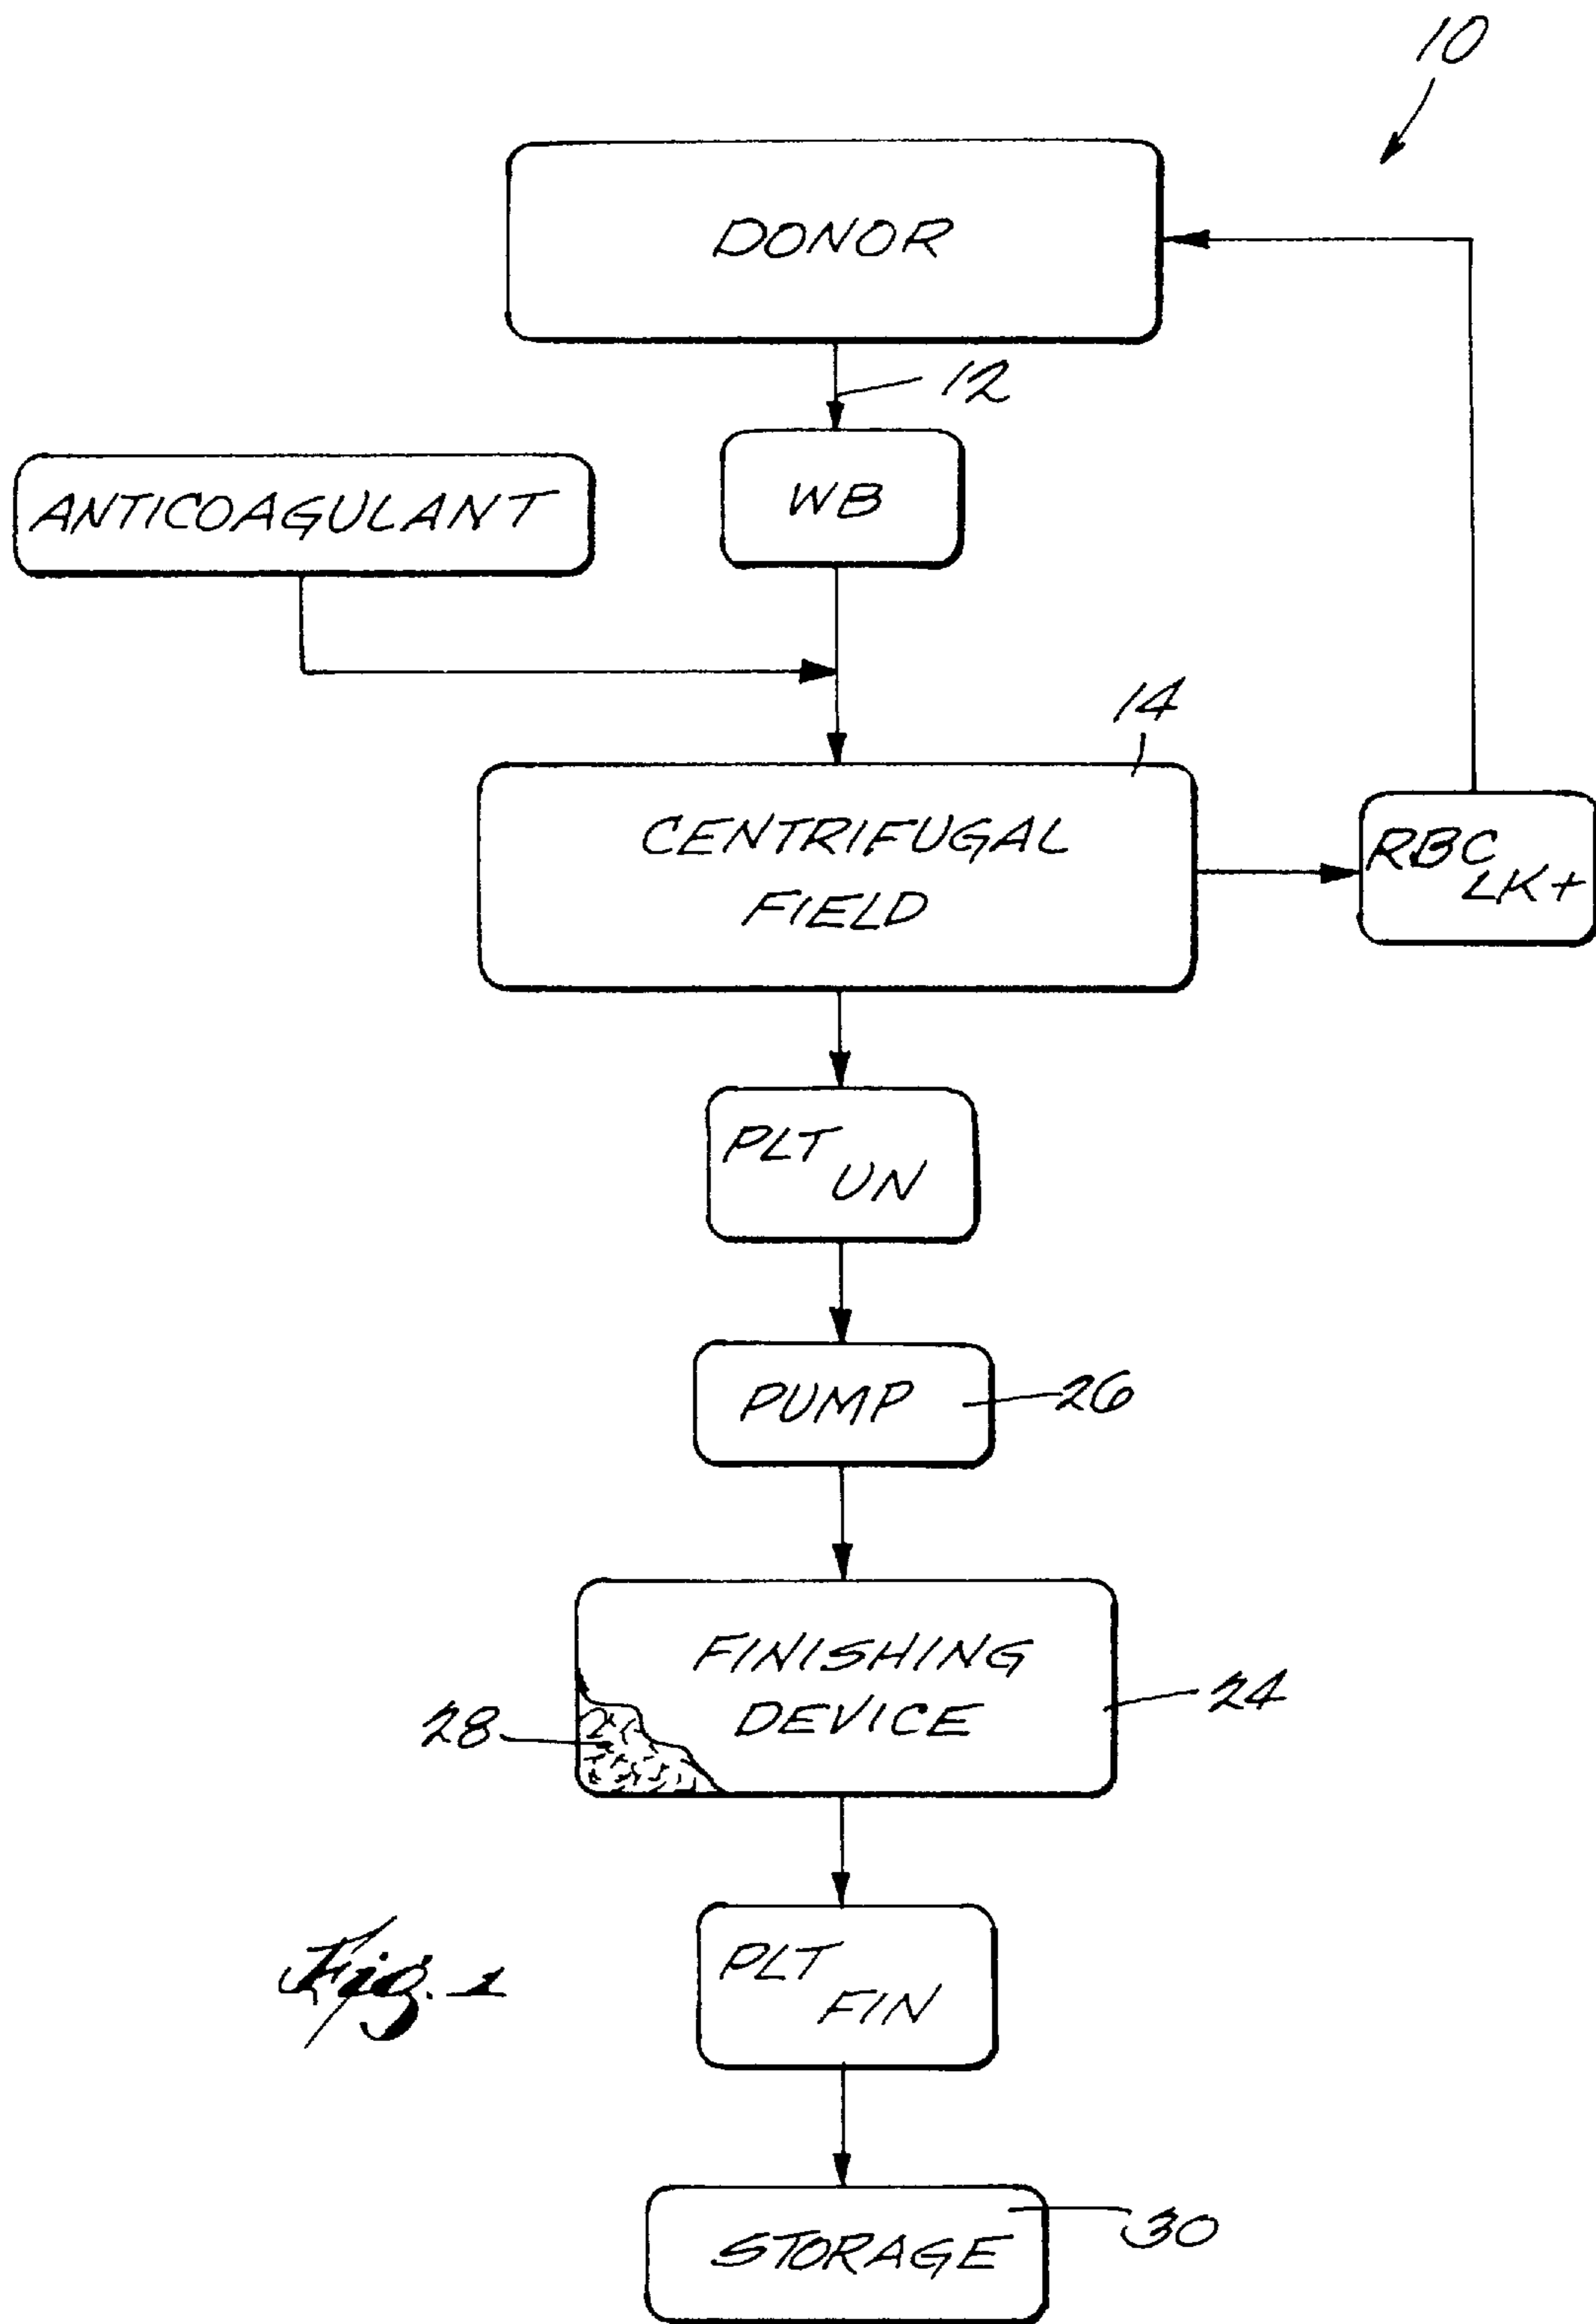 10
DONOR
12
ANTICOAGULANT
WB
14
CENTRIFUGAL
FIELD
RBC
LK+
PLT
UN
PUMP
26
FINISHING
DEVICE
24
28
PLT
FIN
Fig. 1
STORAGE
30